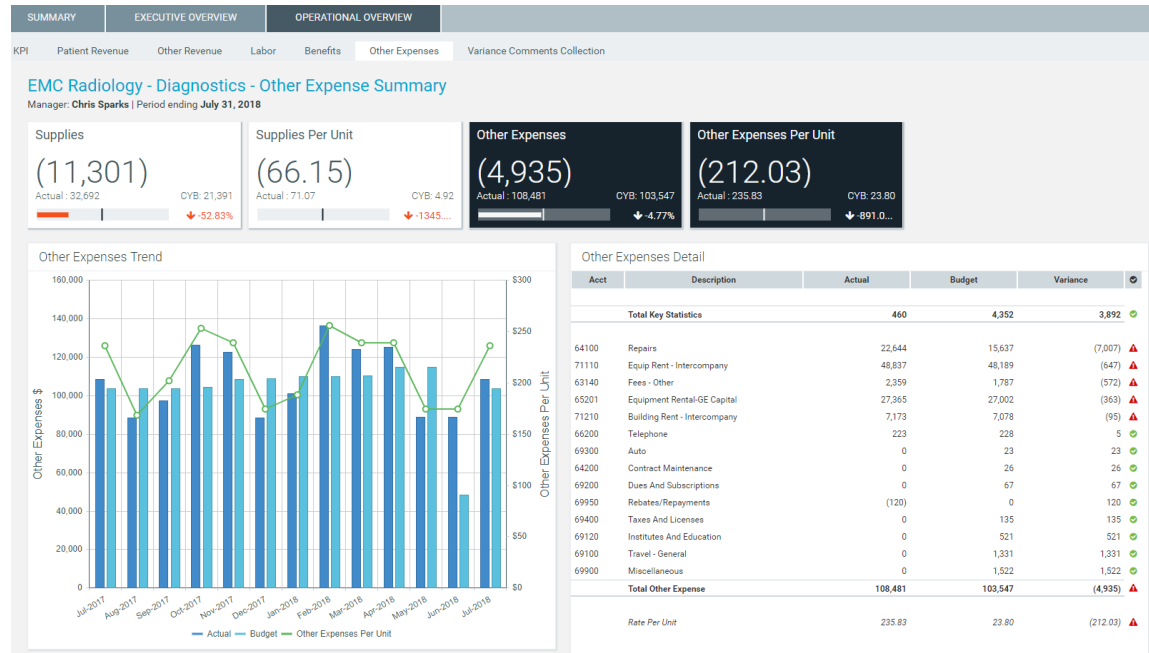 SUMMARY EXECUTIVE OVERVIEW OPERATIONAL OVERVIEW
KPI Patient Revenue Other Revenue Labor Benefits Other Expenses Variance Comments Collection
EMC Radiology - Diagnostics - Other Expense Summary
Manager: Chris Sparks | Period ending July 31, 2018
Supplies
(11,301)
Actual : 32,692 CYB: 21,391
-52.83%
Supplies Per Unit
(66.15)
Actual : 71.07 CYB: 4.92
-1345....
Other Expenses
(4,935)
Actual : 108,481 CYB: 103,547
-4.77%
Other Expenses Per Unit
(212.03)
Actual : 235.83 CYB: 23.80
-891.0...
Other Expenses Trend
160,000
140,000
120,000
100,000
80,000
60,000
40,000
20,000
0
Other Expenses $
$300
$250
$200
$150
$100
$50
$0
Other Expenses Per Unit
Jul-2017 Aug-2017 Sep-2017 Oct-2017 Nov-2017 Dec-2017 Jan-2018 Feb-2018 Mar-2018 Apr-2018 May-2018 Jun-2018 Jul-2018
Actual Budget Other Expenses Per Unit
Other Expenses Detail
Acct Description Actual Budget Variance
Total Key Statistics 460 4,352 3,892
64100 Repairs 22,644 15,637 (7,007)
71110 Equip Rent - Intercompany 48,837 48,189 (647)
63140 Fees - Other 2,359 1,787 (572)
65201 Equipment Rental-GE Capital 27,365 27,002 (363)
71210 Building Rent - Intercompany 7,173 7,078 (95)
66200 Telephone 223 228 5
69300 Auto 0 23 23
64200 Contract Maintenance 0 26 26
69200 Dues And Subscriptions 0 67 67
69950 Rebates/Repayments (120) 0 120
69400 Taxes And Licenses 0 135 135
69120 Institutes And Education 0 521 521
69100 Travel - General 0 1,331 1,331
69900 Miscellaneous 0 1,522 1,522
Total Other Expense 108,481 103,547 (4,935)
Rate Per Unit 235.83 23.80 (212.03)